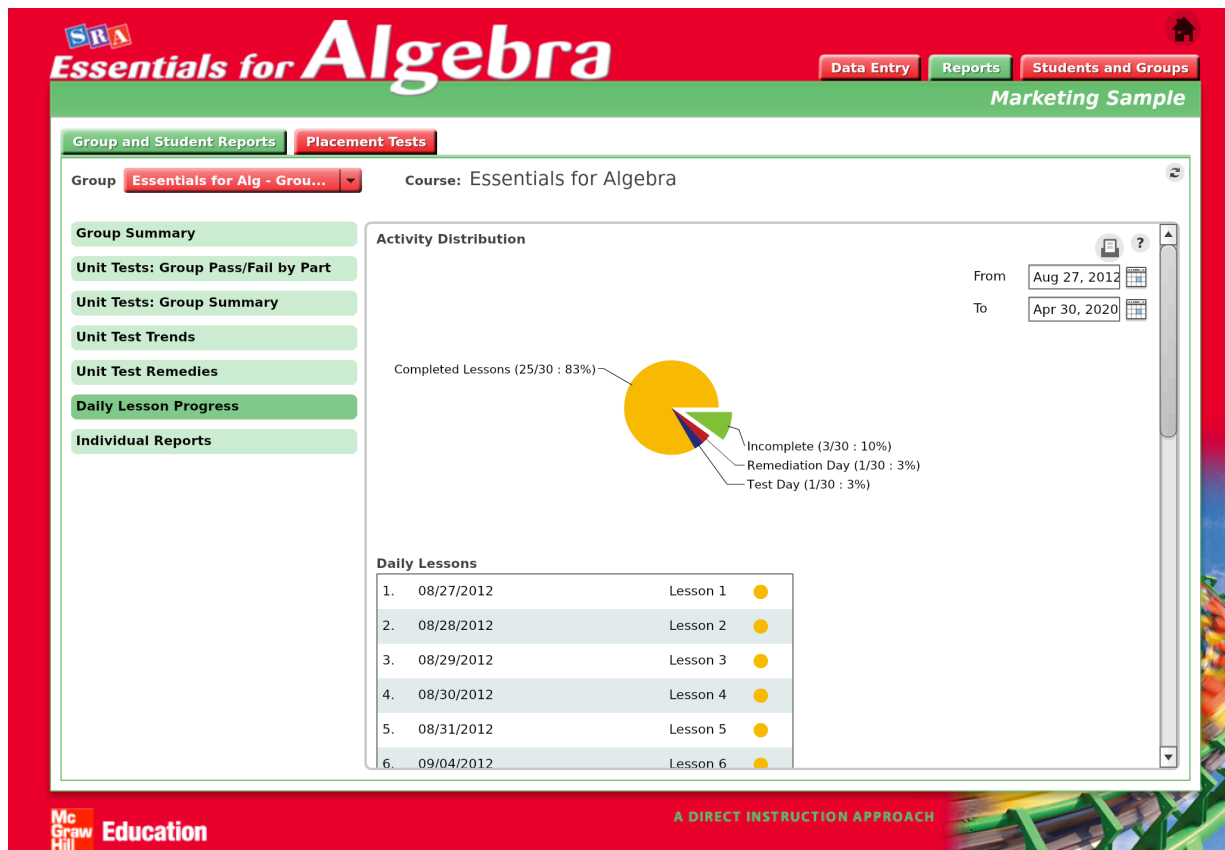 SRA
Essentials for Algebra
Data Entry
Reports
Students and Groups
Marketing Sample
Group and Student Reports
Placement Tests
Group
Essentials for Alg - Grou...
Course: Essentials for Algebra
Group Summary
Unit Tests: Group Pass/Fail by Part
Unit Tests: Group Summary
Unit Test Trends
Unit Test Remedies
Daily Lesson Progress
Individual Reports
Activity Distribution
?
From Aug 27, 2012
To Apr 30, 2020
Completed Lessons (25/30 : 83%)
Incomplete (3/30 : 10%)
Remediation Day (1/30 : 3%)
Test Day (1/30 : 3%)
Daily Lessons
1. 08/27/2012 Lesson 1
2. 08/28/2012 Lesson 2
3. 08/29/2012 Lesson 3
4. 08/30/2012 Lesson 4
5. 08/31/2012 Lesson 5
6. 09/04/2012 Lesson 6
Mc
Graw
Hill
Education
A DIRECT INSTRUCTION APPROACH